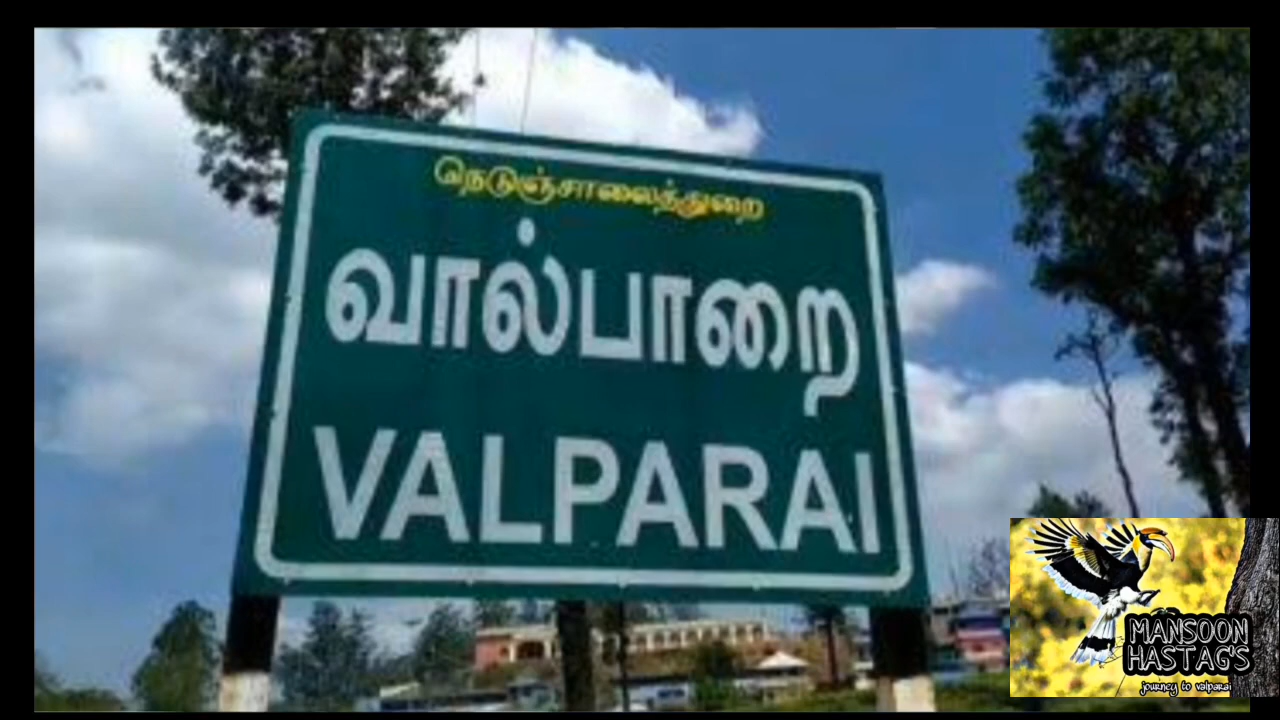 நெடுஞ்சாலைத்துறை
வால்பாறை
VALPARAI
MANSOON
HASTAG'S
journey to valparai